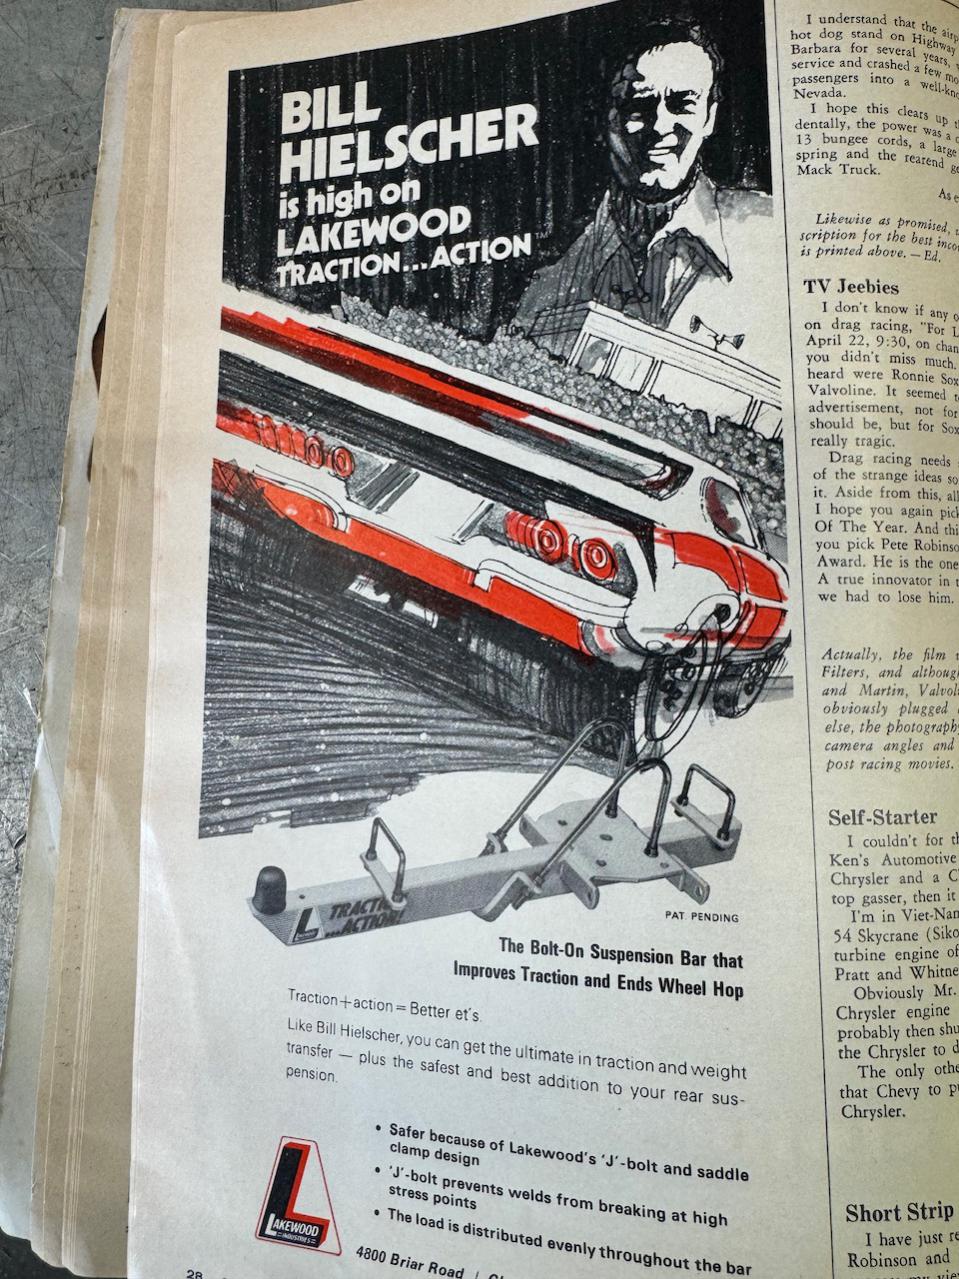 BILL
HIELSCHER
is high on
LAKEWOOD
TRACTION...ACTION™
PAT PENDING
L
TRACTION
...ACTION!
The Bolt-On Suspension Bar that
Improves Traction and Ends Wheel Hop
Traction+action = Better et's.
Like Bill Hielscher, you can get the ultimate in traction and weight
transfer — plus the safest and best addition to your rear sus-
pension.
• Safer because of Lakewood's 'J'-bolt and saddle
clamp design
• 'J'-bolt prevents welds from breaking at high
stress points
• The load is distributed evenly throughout the bar
L
LAKEWOOD
INDUSTRIES
4800 Briar Road /
28
I understand that the
hot dog stand on Highway
Barbara for several years,
service and crashed a few
passengers into a
Nevada.
I hope this clears up
dentally, the power was a
13 bungee cords, a large
spring and the rearend
Mack Truck.
As
Likewise as promised,
scription for the best
is printed above. — Ed.
TV Jeebies
I don't know if any
on drag racing, "For
April 22, 9:30, on
you didn't miss much.
heard were Ronnie Sox
Valvoline. It seemed
advertisement, not for
should be, but for
really tragic.
Drag racing needs
of the strange ideas
it. Aside from this,
I hope you again
Of The Year. And
you pick Pete
Award. He is the one
A true innovator in
we had to lose him.
Actually, the film
Filters, and
and Martin,
obviously plugged
else, the photography
camera angles and
post racing movies.
Self-Starter
I couldn't for
Ken's Automotive
Chrysler and a
top gasser, then it
I'm in
54 Skycrane
turbine engine of
Pratt and
Obviously Mr.
Chrysler engine
probably then
the Chrysler to
The only
that Chevy to
Chrysler.
Short Strip
I have just
Robinson and
my